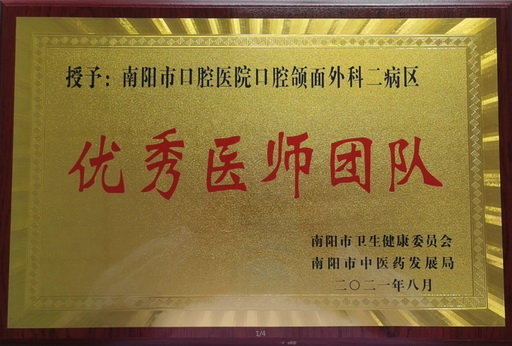 授予：南阳市口腔医院口腔颌面外科二病区
优秀医师团队
南阳市卫生健康委员会
南阳市中医药发展局
二〇二一年八月
1/4